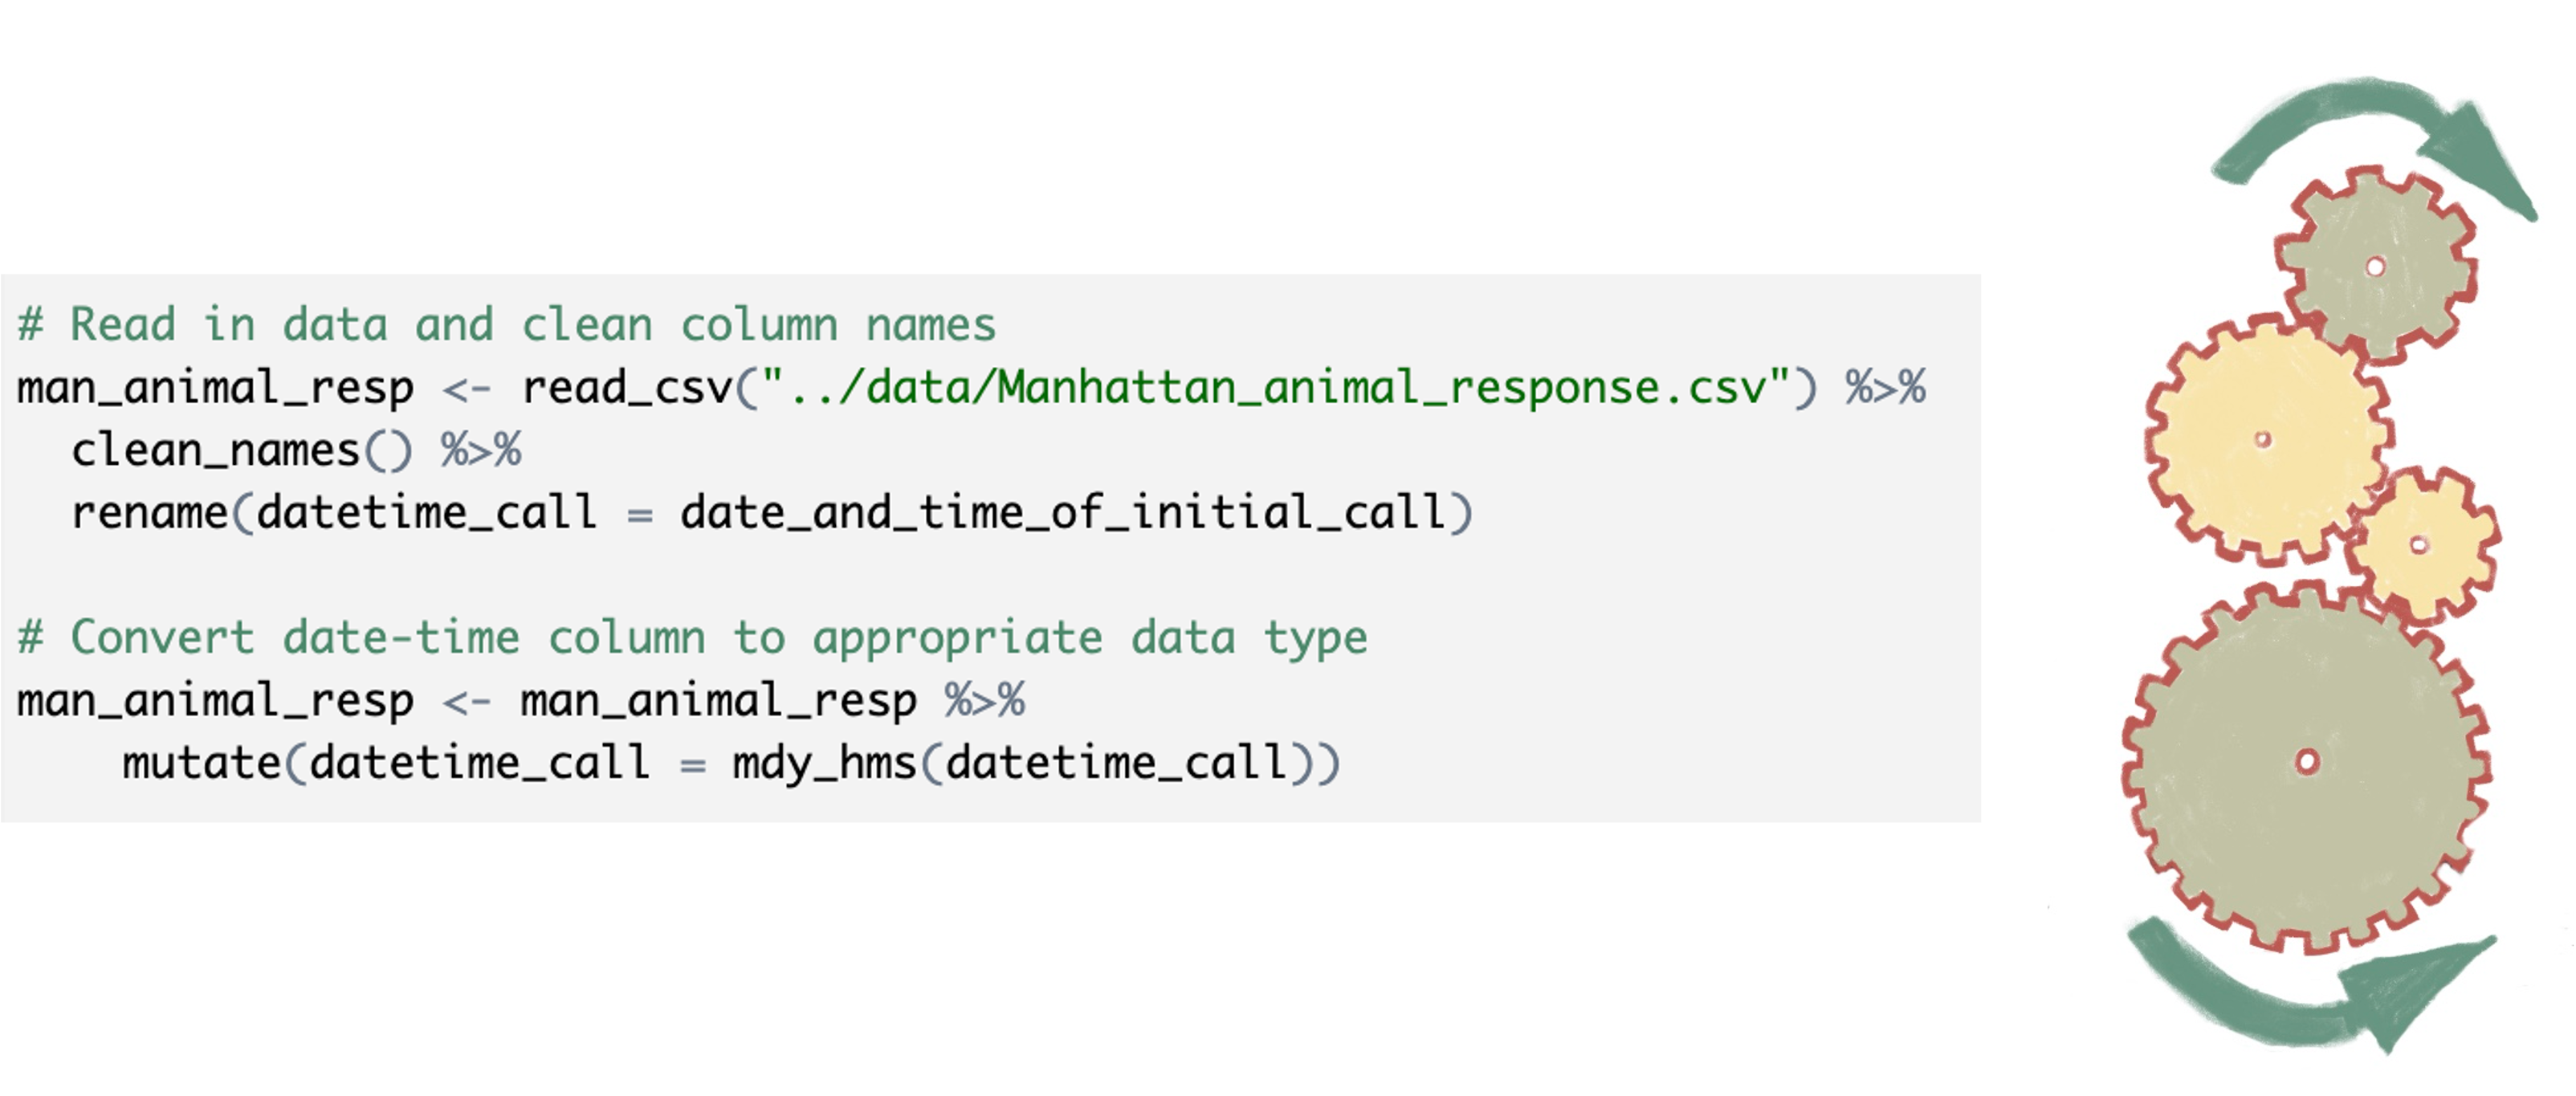 # Read in data and clean column names
man_animal_resp <- read_csv("../data/Manhattan_animal_response.csv") %>%
  clean_names() %>%
  rename(datetime_call = date_and_time_of_initial_call)

# Convert date-time column to appropriate data type
man_animal_resp <- man_animal_resp %>%
    mutate(datetime_call = mdy_hms(datetime_call))